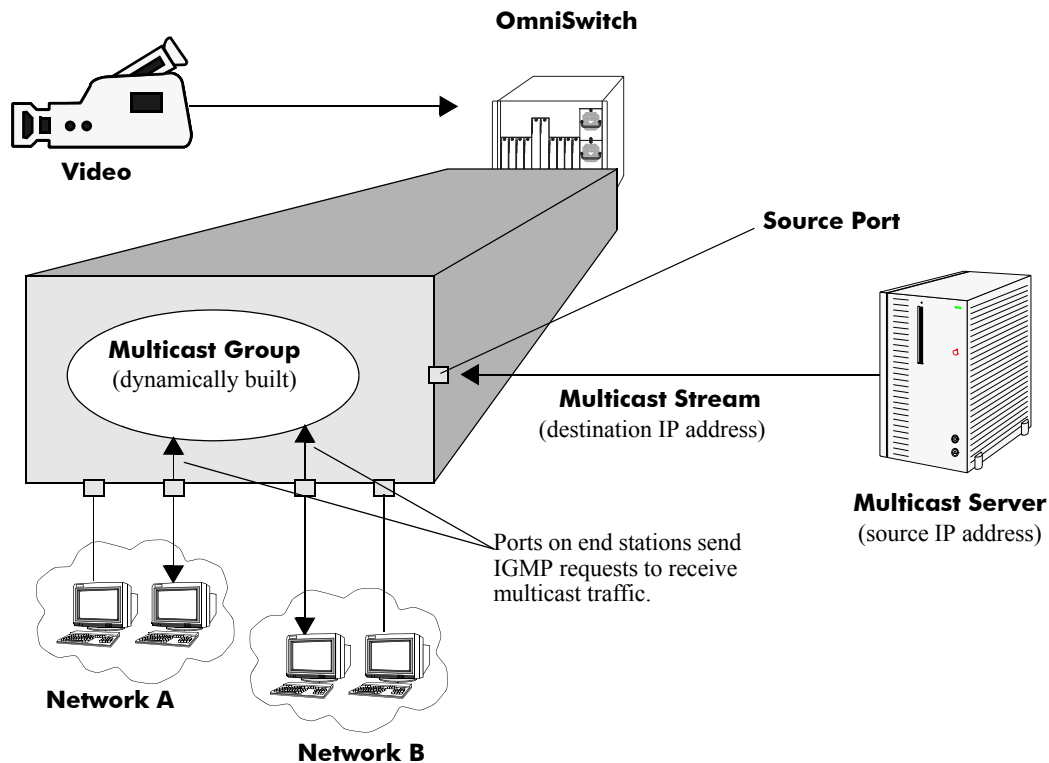 OmniSwitch
Video
Source Port
Multicast Group
(dynamically built)
Multicast Stream
(destination IP address)
Multicast Server
(source IP address)
Ports on end stations send
IGMP requests to receive
multicast traffic.
Network A
Network B